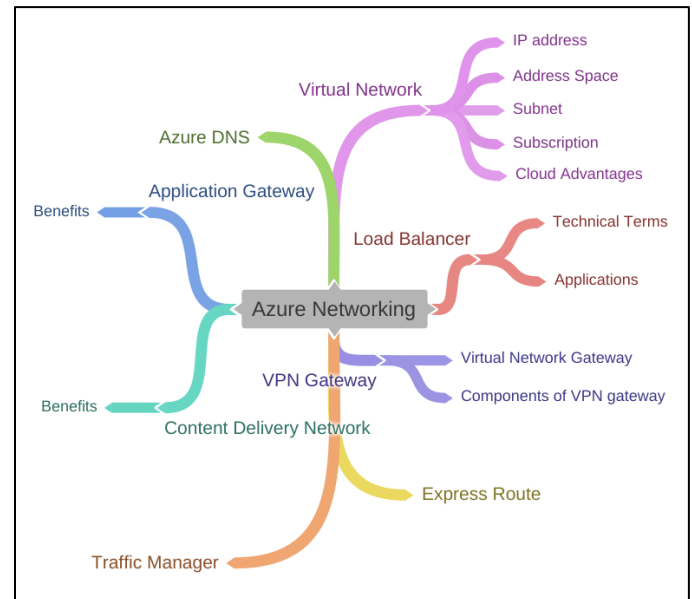 IP address
Address Space
Virtual Network
Subnet
Azure DNS
Subscription
Cloud Advantages
Application Gateway
Benefits
Technical Terms
Load Balancer
Applications
Azure Networking
Virtual Network Gateway
VPN Gateway
Components of VPN gateway
Benefits
Content Delivery Network
Express Route
Traffic Manager